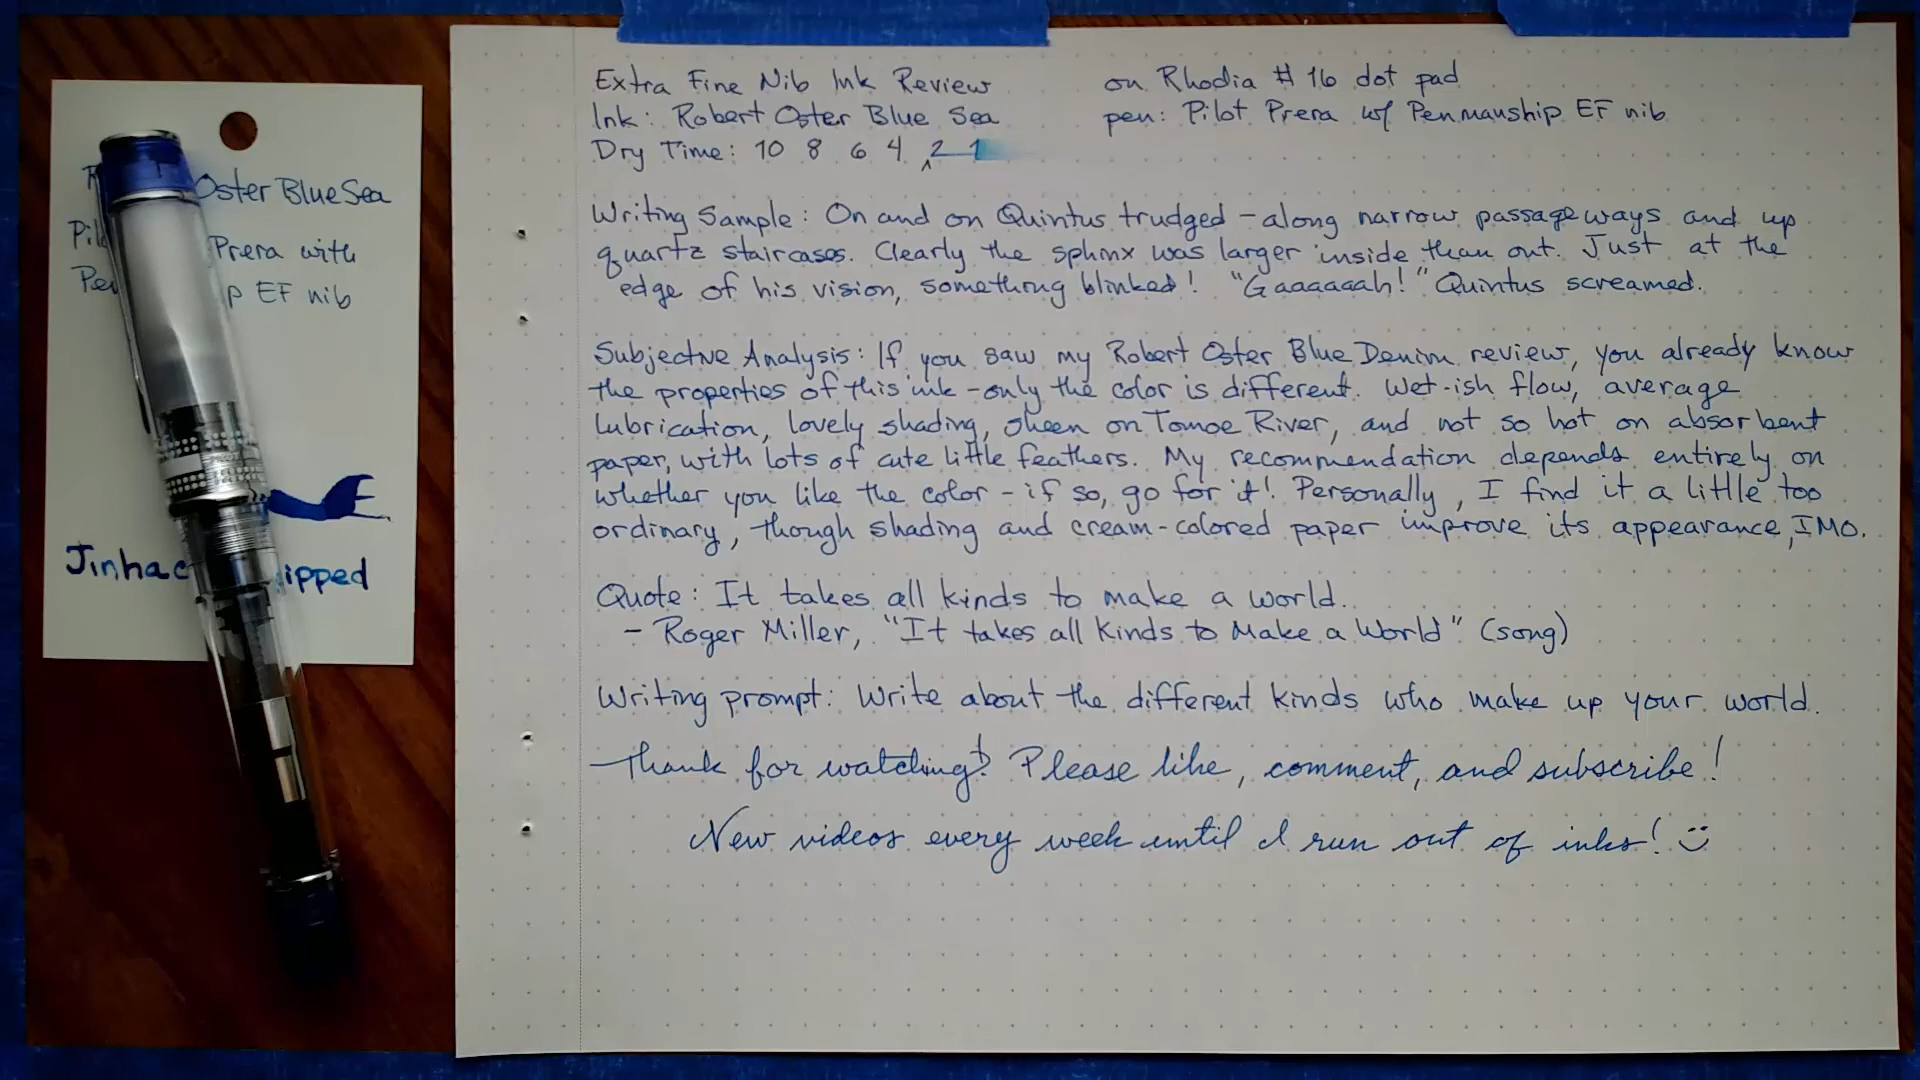 Oster Blue Sea
Prera with
p EF nib
Jinha
ipped
Extra Fine Nib Ink Review
on Rhodia # 16 dot pad
Ink: Robert Oster Blue Sea
pen: Pilot Prera w/ Penmanship EF nib
Dry Time: 10 8 6 4 2 1
Writing Sample: On and on Quintus trudged - along narrow passageways and up
quartz staircases. Clearly the sphinx was larger inside than out. Just at the
edge of his vision, something blinked! "Gaaaaaah!" Quintus screamed.
Subjective Analysis: If you saw my Robert Oster Blue Denim review, you already know
the properties of this ink - only the color is different. Wet-ish flow, average
lubrication, lovely shading, sheen on Tomoe River, and not so hot on absorbent
paper, with lots of cute little feathers. My recommendation depends entirely on
whether you like the color - if so, go for it! Personally, I find it a little too
ordinary, though shading and cream-colored paper improve its appearance, IMO.
Quote: It takes all kinds to make a world.
- Roger Miller, "It takes all Kinds to Make a World" (song)
Writing prompt: Write about the different kinds who make up your world.
Thank for watching! Please like, comment, and subscribe!
New videos every week until I run out of inks! :)